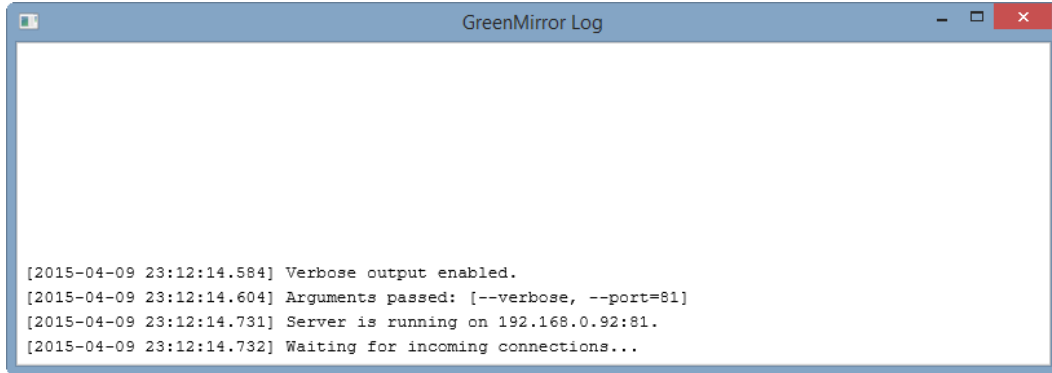 GreenMirror Log
[2015-04-09 23:12:14.584] Verbose output enabled.
[2015-04-09 23:12:14.604] Arguments passed: [--verbose, --port=81]
[2015-04-09 23:12:14.731] Server is running on 192.168.0.92:81.
[2015-04-09 23:12:14.732] Waiting for incoming connections...